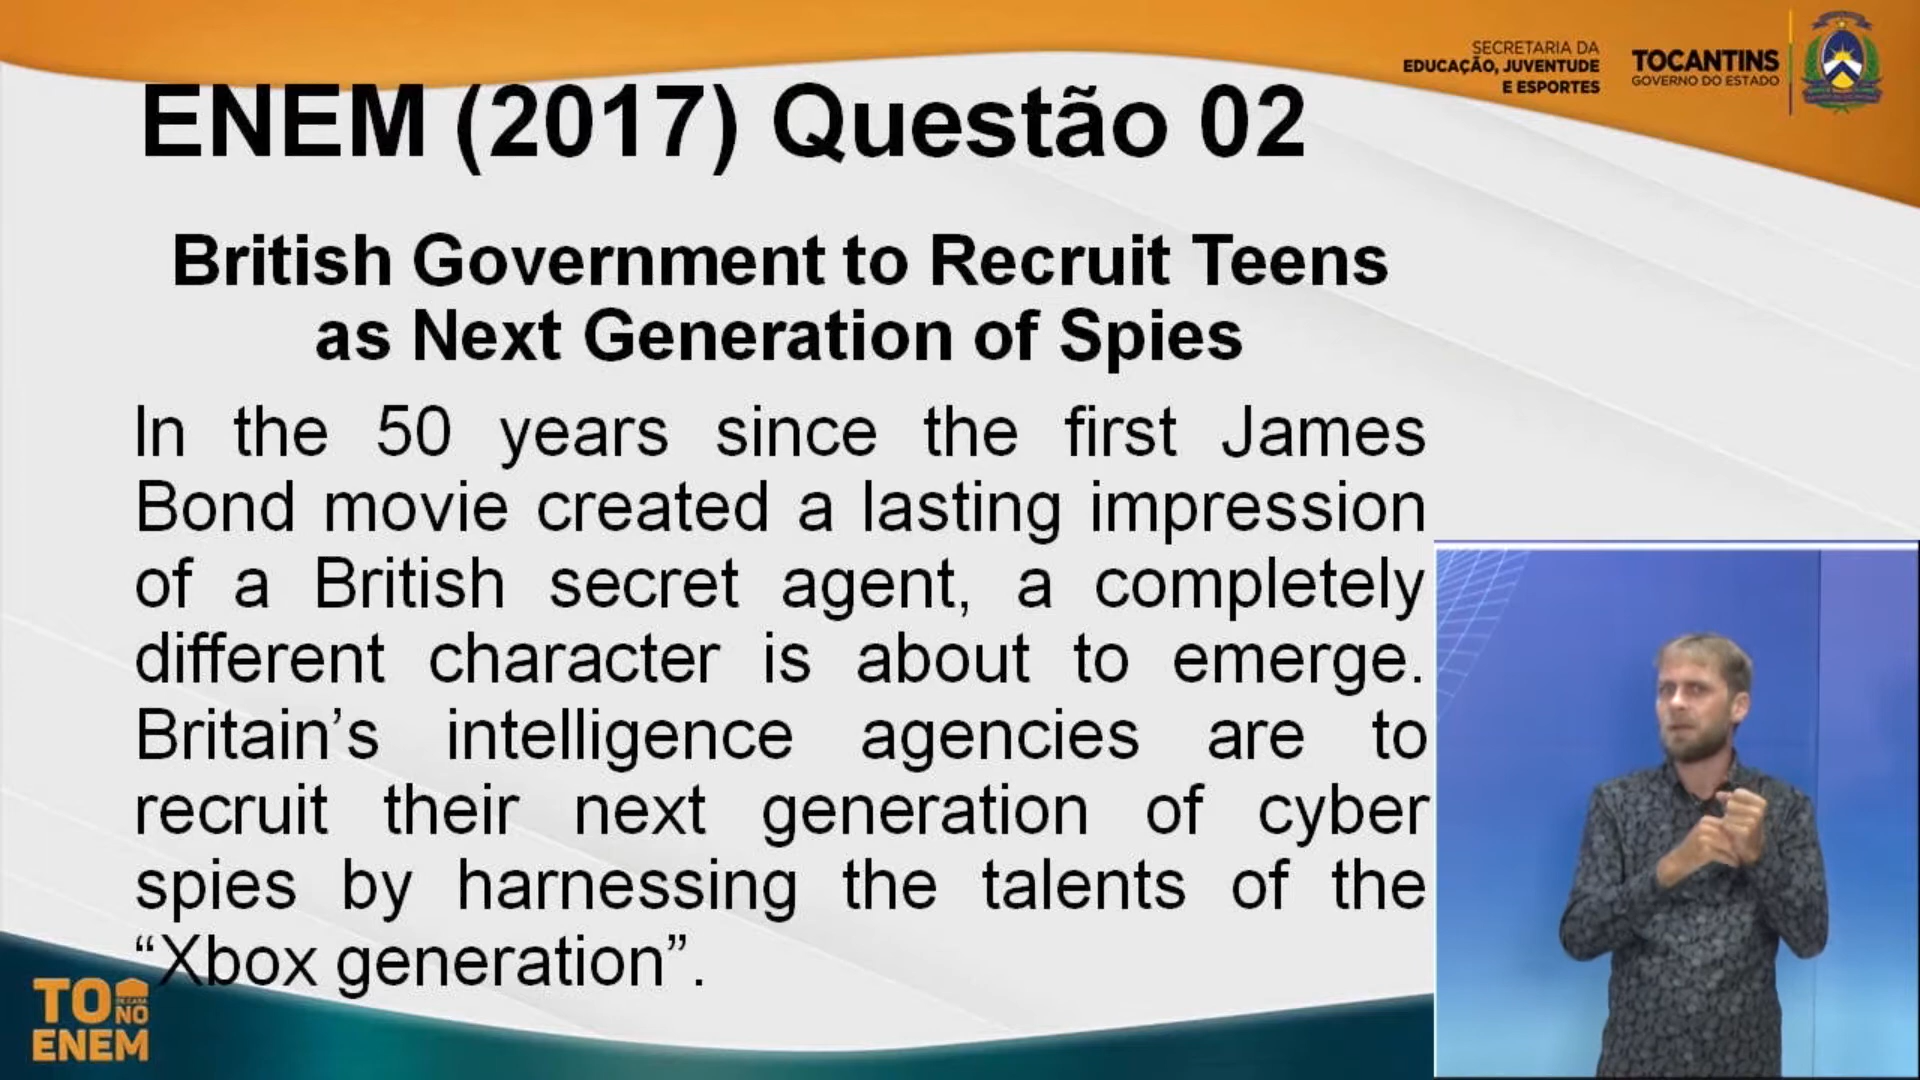 SECRETARIA DA
EDUCAÇÃO, JUVENTUDE
E ESPORTES
TOCANTINS
GOVERNO DO ESTADO
ENEM (2017) Questão 02
British Government to Recruit Teens
as Next Generation of Spies
In the 50 years since the first James
Bond movie created a lasting impression
of a British secret agent, a completely
different character is about to emerge.
Britain’s intelligence agencies are to
recruit their next generation of cyber
spies by harnessing the talents of the
“Xbox generation”.
TO DE CASA
NO
ENEM